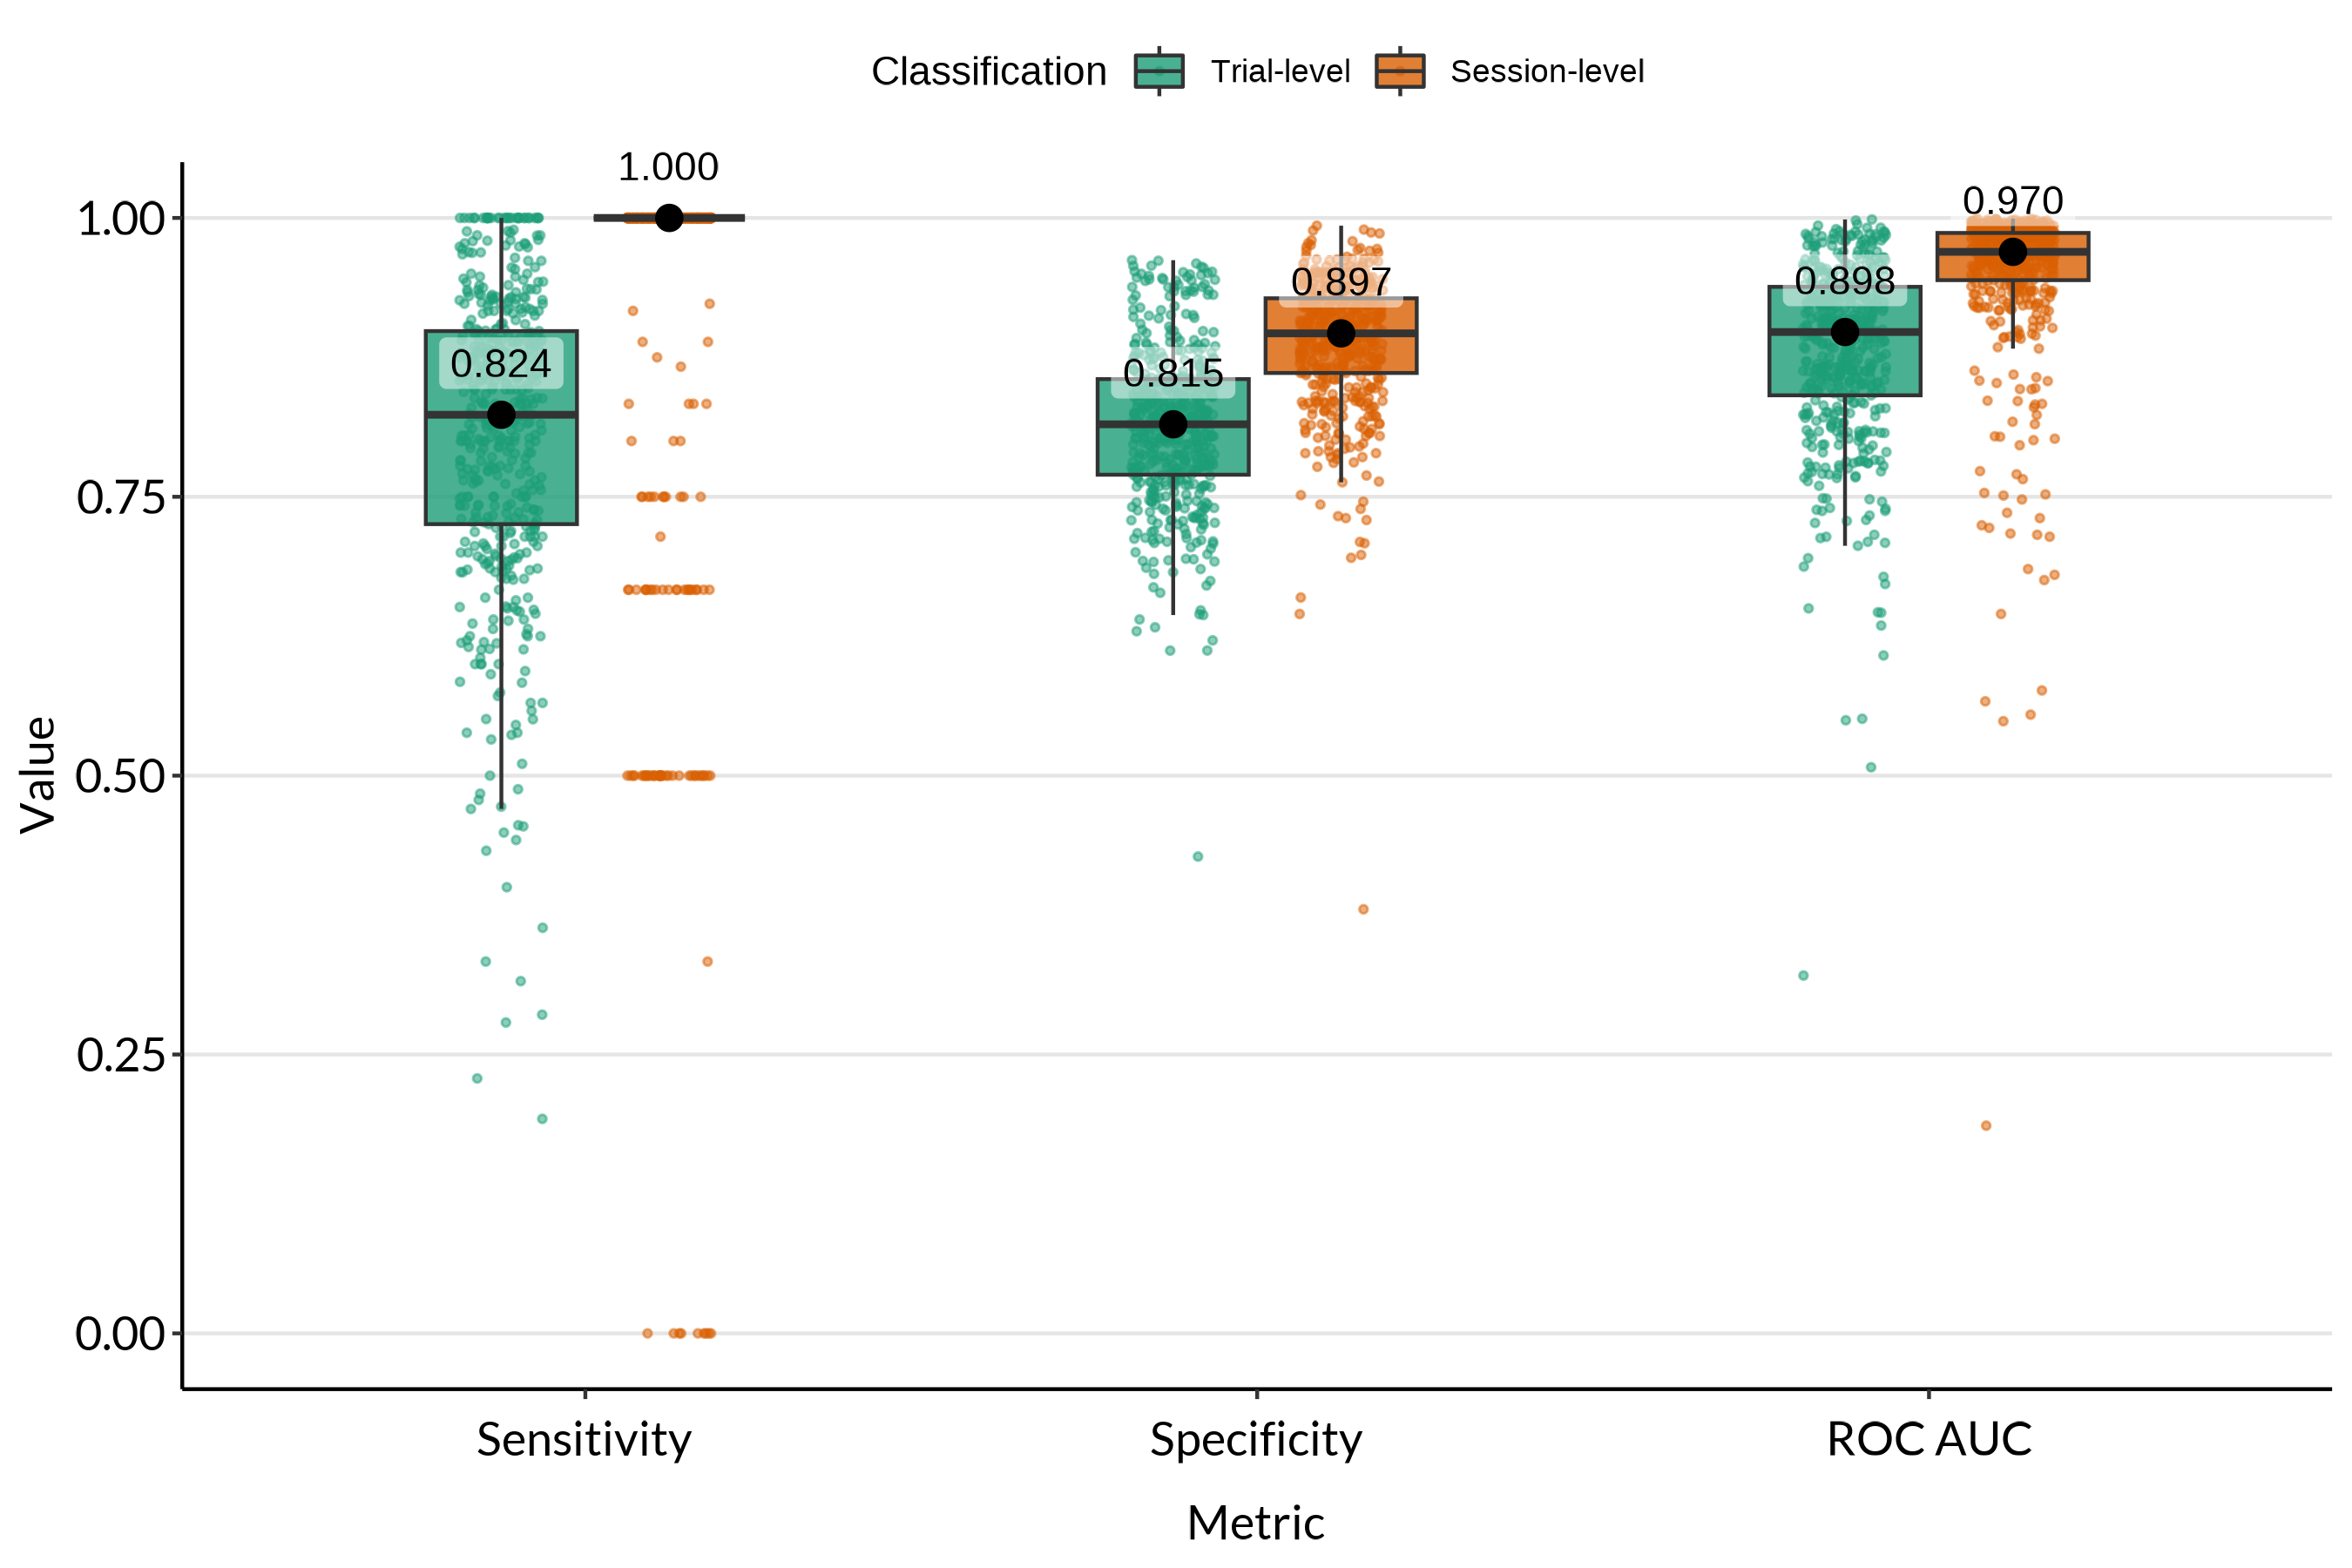 Classification Trial-level Session-level
1.000
0.970
1.00
0.897
0.898
0.824
0.815
0.75
0.50
0.25
0.00
Value
Sensitivity Specificity ROC AUC
Metric